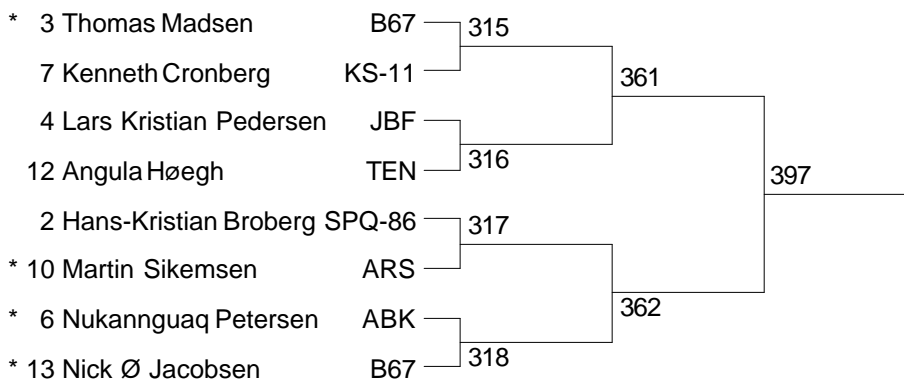 * 3 Thomas Madsen B67 315
7 Kenneth Cronberg KS-11 361
4 Lars Kristian Pedersen JBF
12 Angula Høegh TEN 316 397
2 Hans-Kristian Broberg SPQ-86 317
* 10 Martin Sikemsen ARS
* 6 Nukannguaq Petersen ABK 362
* 13 Nick Ø Jacobsen B67 318